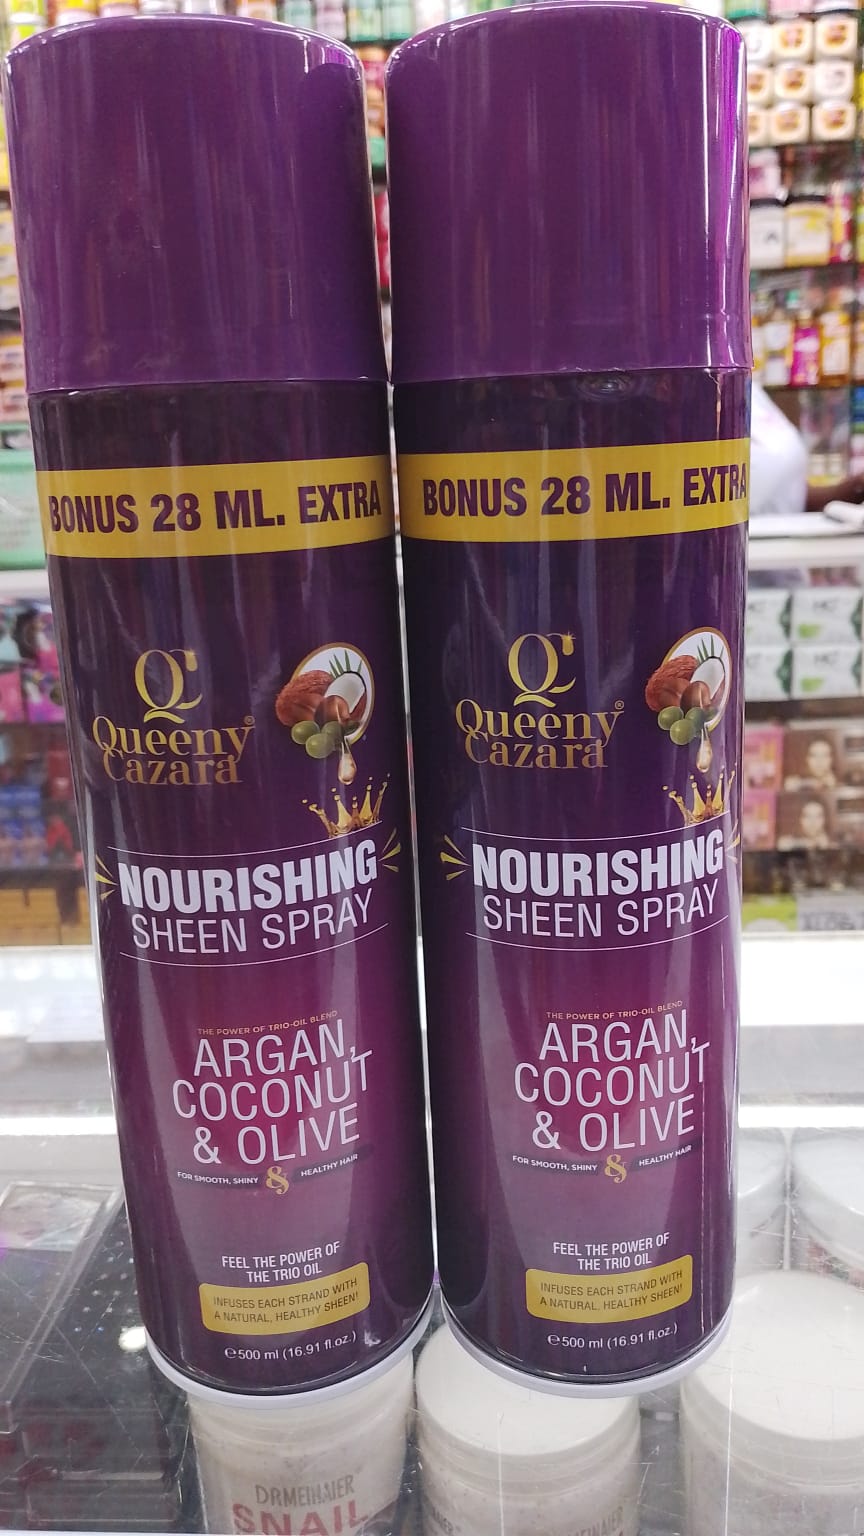 BONUS 28 ML. EXTRA
QC
Queeny®
Cazara
NOURISHING
SHEEN SPRAY
THE POWER OF TRIO-OIL BLEND
ARGAN,
COCONUT
& OLIVE
FOR SMOOTH, SHINY & HEALTHY HAIR
FEEL THE POWER OF
THE TRIO OIL
INFUSES EACH STRAND WITH
A NATURAL, HEALTHY SHEEN!
℮500 ml (16.91 fl.oz.)
BONUS 28 ML. EXTRA
QC
Queeny®
Cazara
NOURISHING
SHEEN SPRAY
THE POWER OF TRIO-OIL BLEND
ARGAN,
COCONUT
& OLIVE
FOR SMOOTH, SHINY & HEALTHY HAIR
FEEL THE POWER OF
THE TRIO OIL
INFUSES EACH STRAND WITH
A NATURAL, HEALTHY SHEEN!
℮500 ml (16.91 fl.oz.)
DRMEINAIER
SNAIL